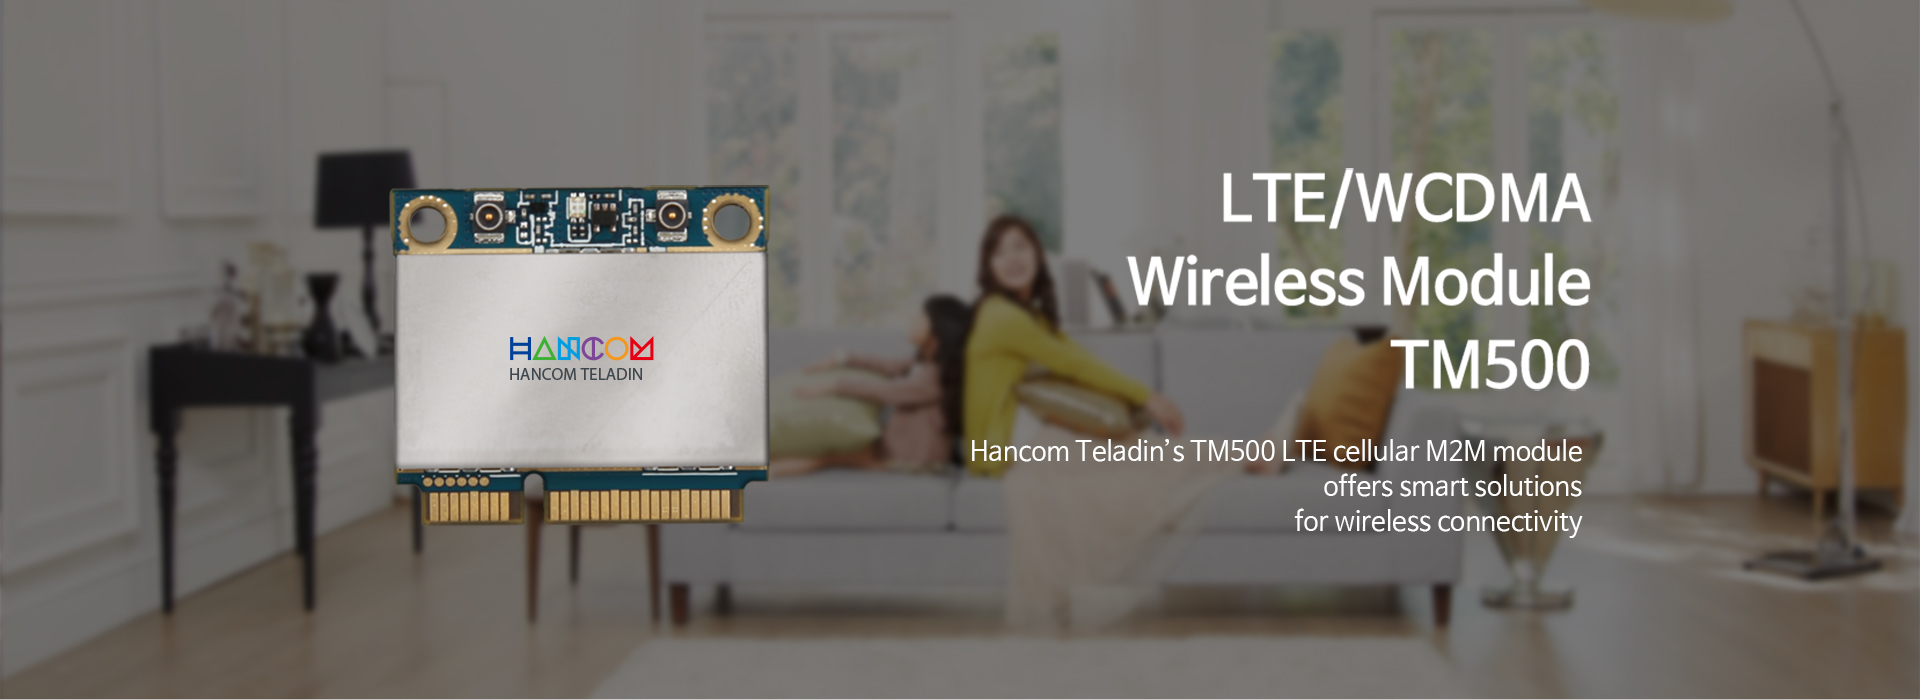 HANCOM
HANCOM TELADIN
LTE/WCDMA
Wireless Module
TM500
Hancom Teladin's TM500 LTE cellular M2M module
offers smart solutions
for wireless connectivity